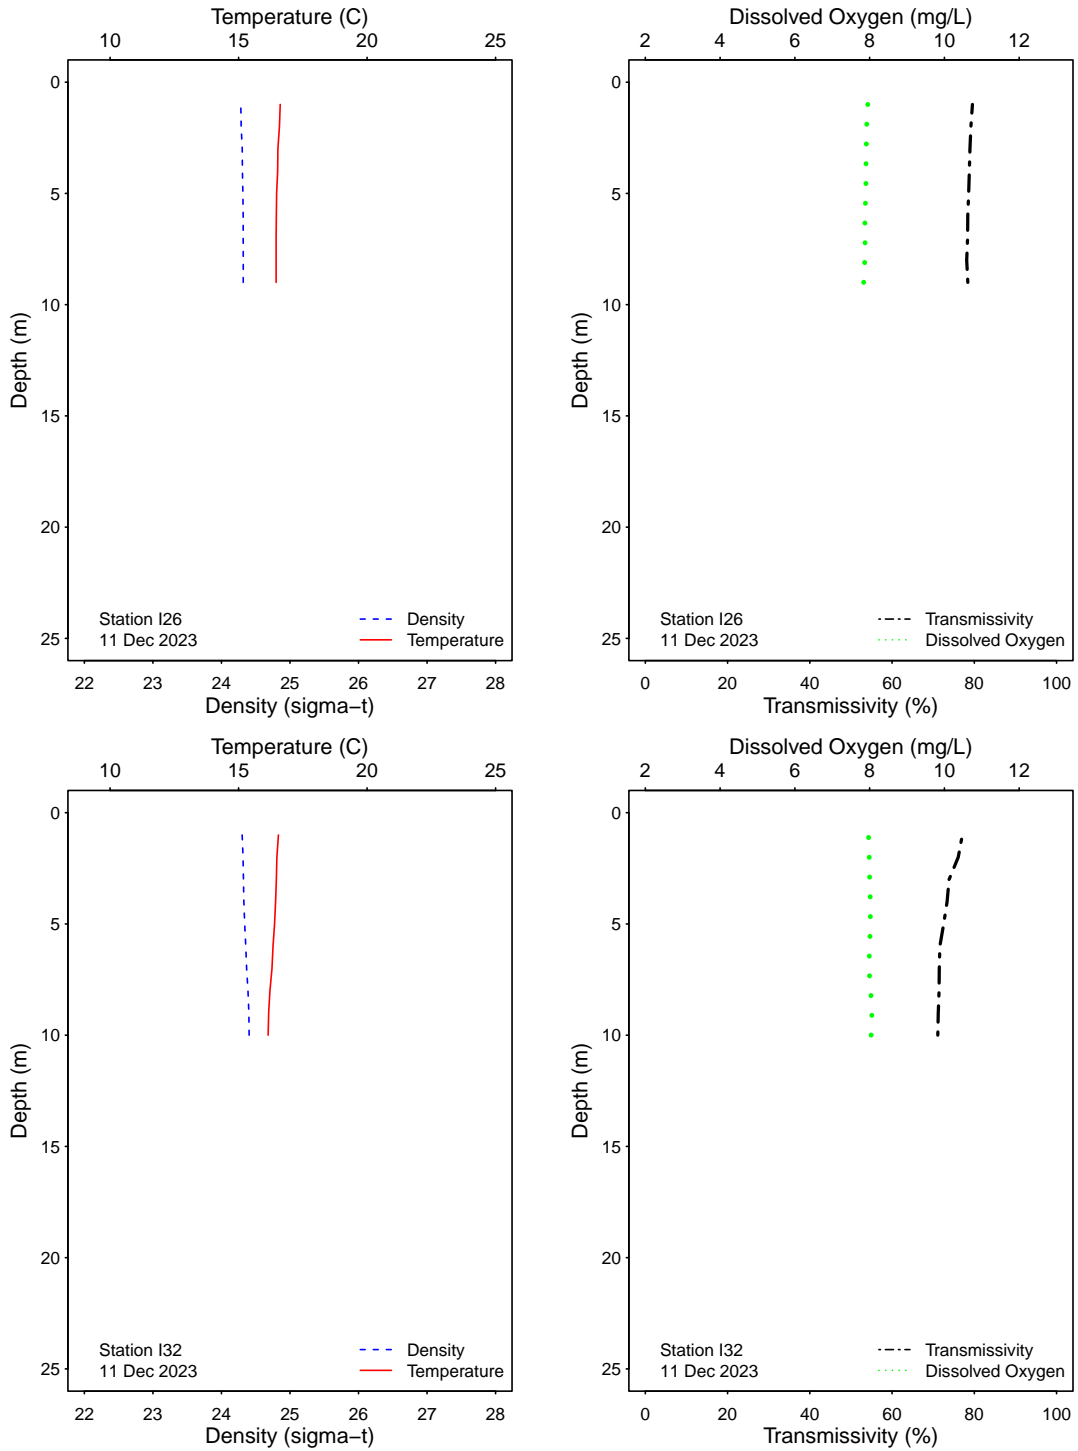 Temperature (C)
10 15 20 25
0
5
10
15
20
25
Depth (m)
Station I26
11 Dec 2023
Density
Temperature
22 23 24 25 26 27 28
Density (sigma−t)
Dissolved Oxygen (mg/L)
2 4 6 8 10 12
0
5
10
15
20
25
Depth (m)
Station I26
11 Dec 2023
Transmissivity
Dissolved Oxygen
0 20 40 60 80 100
Transmissivity (%)
Temperature (C)
10 15 20 25
0
5
10
15
20
25
Depth (m)
Station I32
11 Dec 2023
Density
Temperature
22 23 24 25 26 27 28
Density (sigma−t)
Dissolved Oxygen (mg/L)
2 4 6 8 10 12
0
5
10
15
20
25
Depth (m)
Station I32
11 Dec 2023
Transmissivity
Dissolved Oxygen
0 20 40 60 80 100
Transmissivity (%)